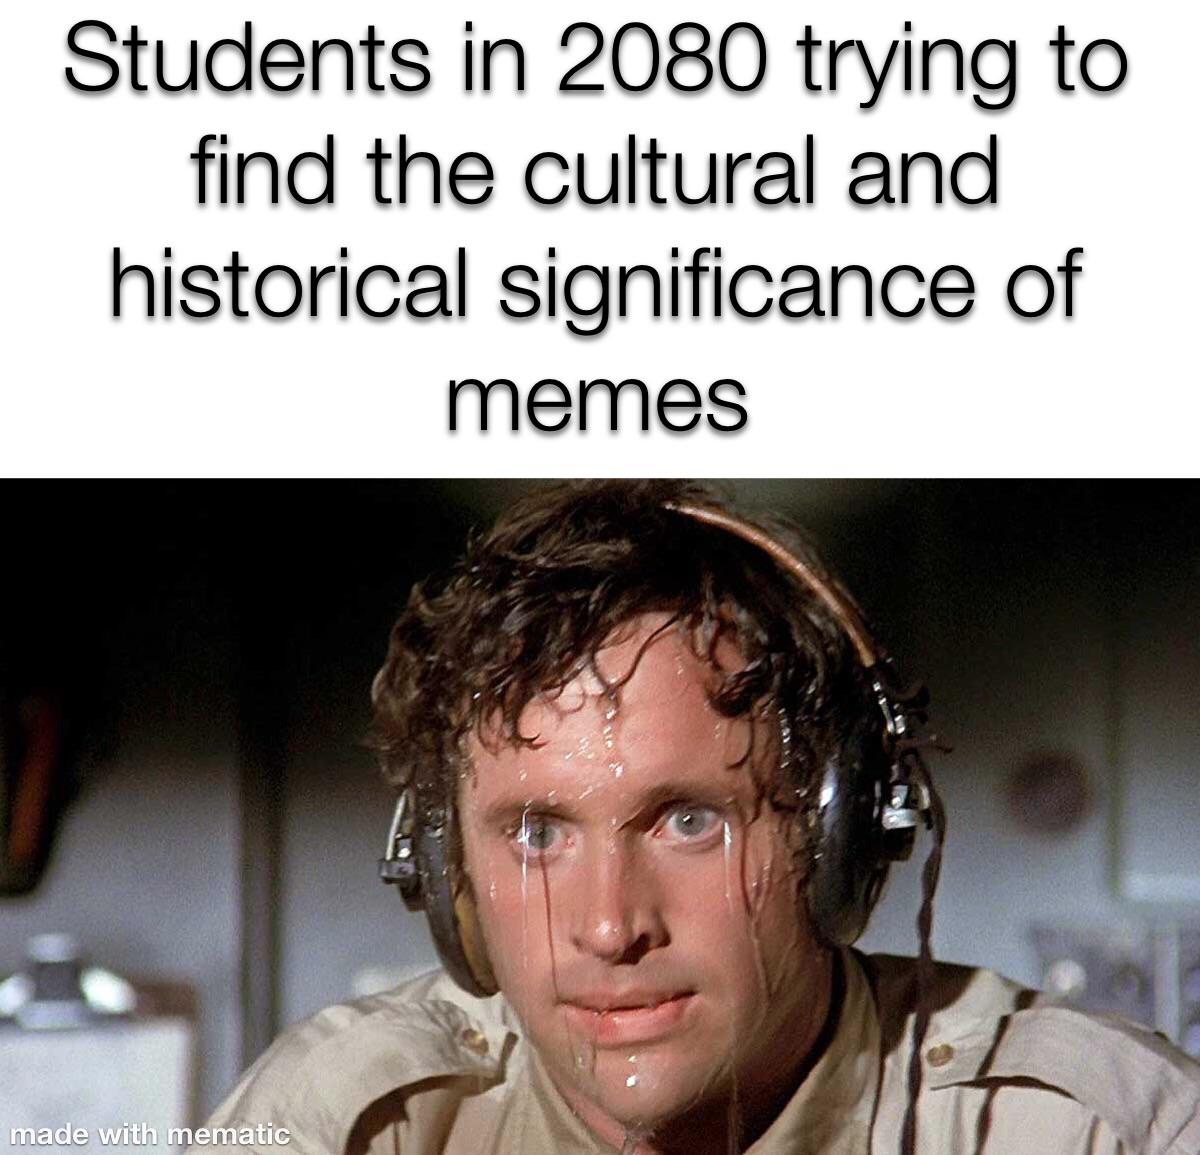 Students in 2080 trying to
find the cultural and
historical significance of
memes
made with mematic